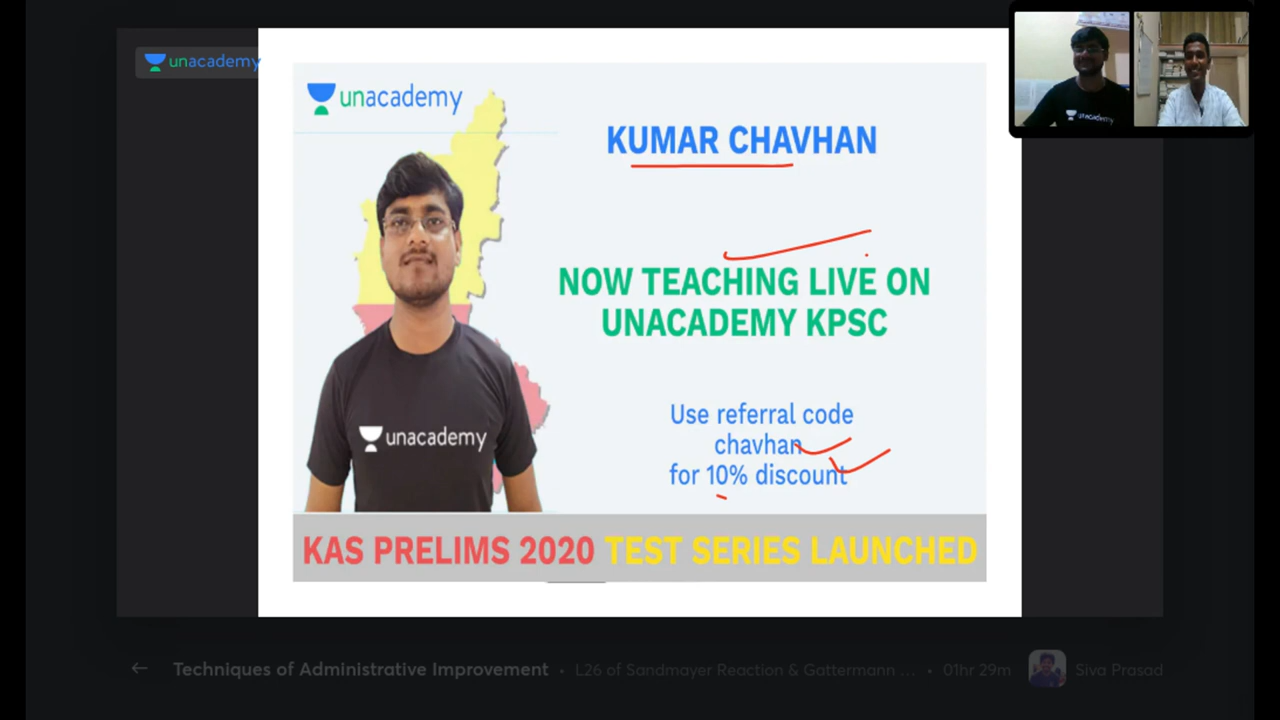 unacademy
unacademy
KUMAR CHAVHAN
NOW TEACHING LIVE ON
UNACADEMY KPSC
Use referral code
chavhan
for 10% discount
unacademy
KAS PRELIMS 2020 TEST SERIES LAUNCHED
unacademy
Techniques of Administrative Improvement • L26 of Sandmayer Reaction & Gattermann ... • 01hr 29m Siva Prasad